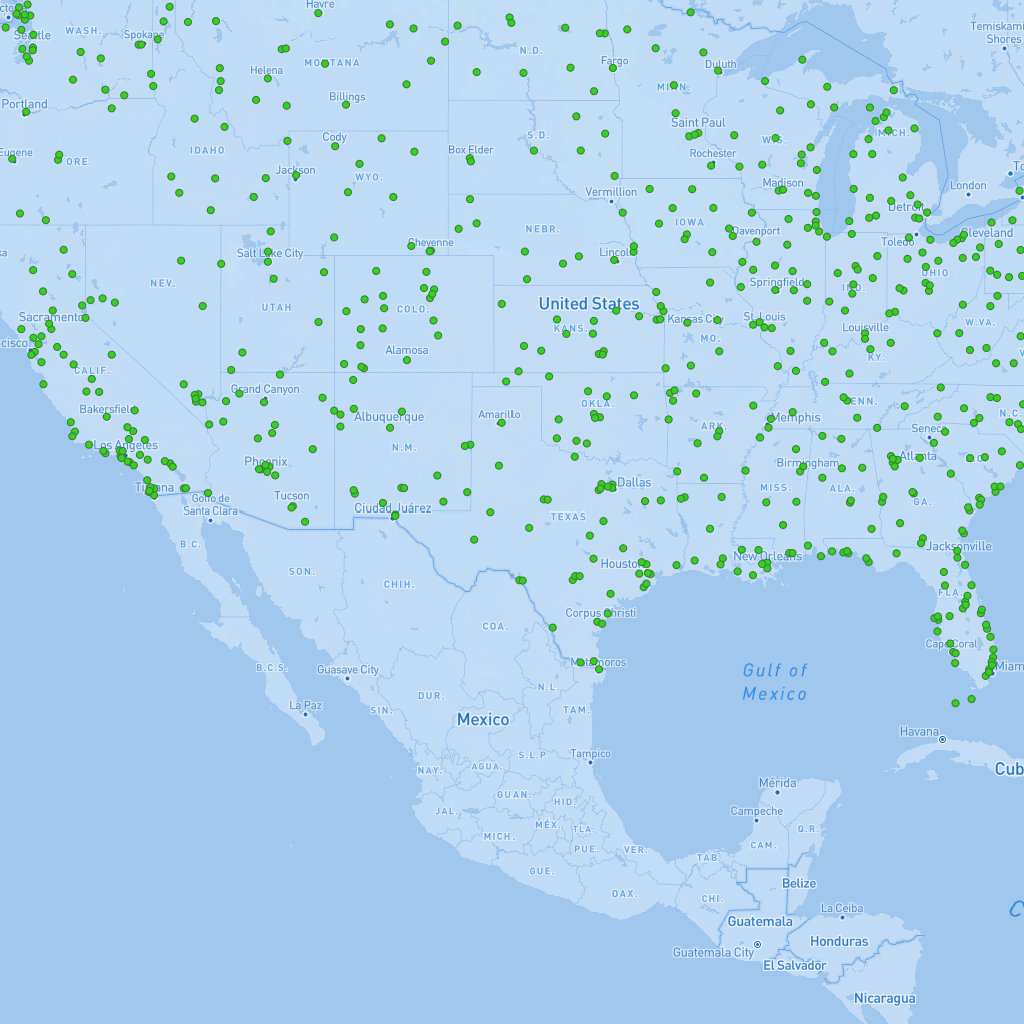 Havre
Seattle
WASH.
Spokane
Helena
MONTANA
N.D.
Fargo
Duluth
Temiskaming
Shores
Portland
Billings
MINN.
Saint Paul
WIS.
MICH.
Eugene
ORE.
IDAHO
Cody
Jackson
WYO.
Box Elder
S.D.
Rochester
Vermillion
Madison
London
Detroit
IOWA
Davenport
Toledo
Cleveland
NEBR.
Cheyenne
Salt Lake City
Lincoln
OHIO
NEV.
UTAH
COLO.
United States
Springfield
IND.
Sacramento
KANS.
Kansas City
St. Louis
MO.
Louisville
W.VA.
CALIF.
Alamosa
KY.
Bakersfield
Grand Canyon
Albuquerque
Amarillo
OKLA.
ARK.
Memphis
TENN.
N.C.
Seneca
Los Angeles
Phoenix
N.M.
Birmingham
Atlanta
S.C.
Tijuana
Golfo de
Santa Clara
Tucson
Ciudad Juárez
Dallas
TEXAS
MISS.
ALA.
GA.
B.C.
SON.
CHIH.
Houston
New Orleans
Jacksonville
FLA.
COA.
Corpus Christi
Cape Coral
B.C.S.
Guasave City
Matamoros
Miami
Gulf of
Mexico
La Paz
SIN.
DUR.
N.L.
TAM.
Mexico
Havana
Cub
Tampico
S.L.P.
NAY.
AGUA.
GUAN.
HID.
Mérida
Campeche
JAL.
MICH.
MÉX.
TLA.
PUE.
VER.
Q.R.
CAM.
TAB.
GUE.
OAX.
CHI.
Belize
Guatemala
La Ceiba
Guatemala City
Honduras
El Salvador
Nicaragua